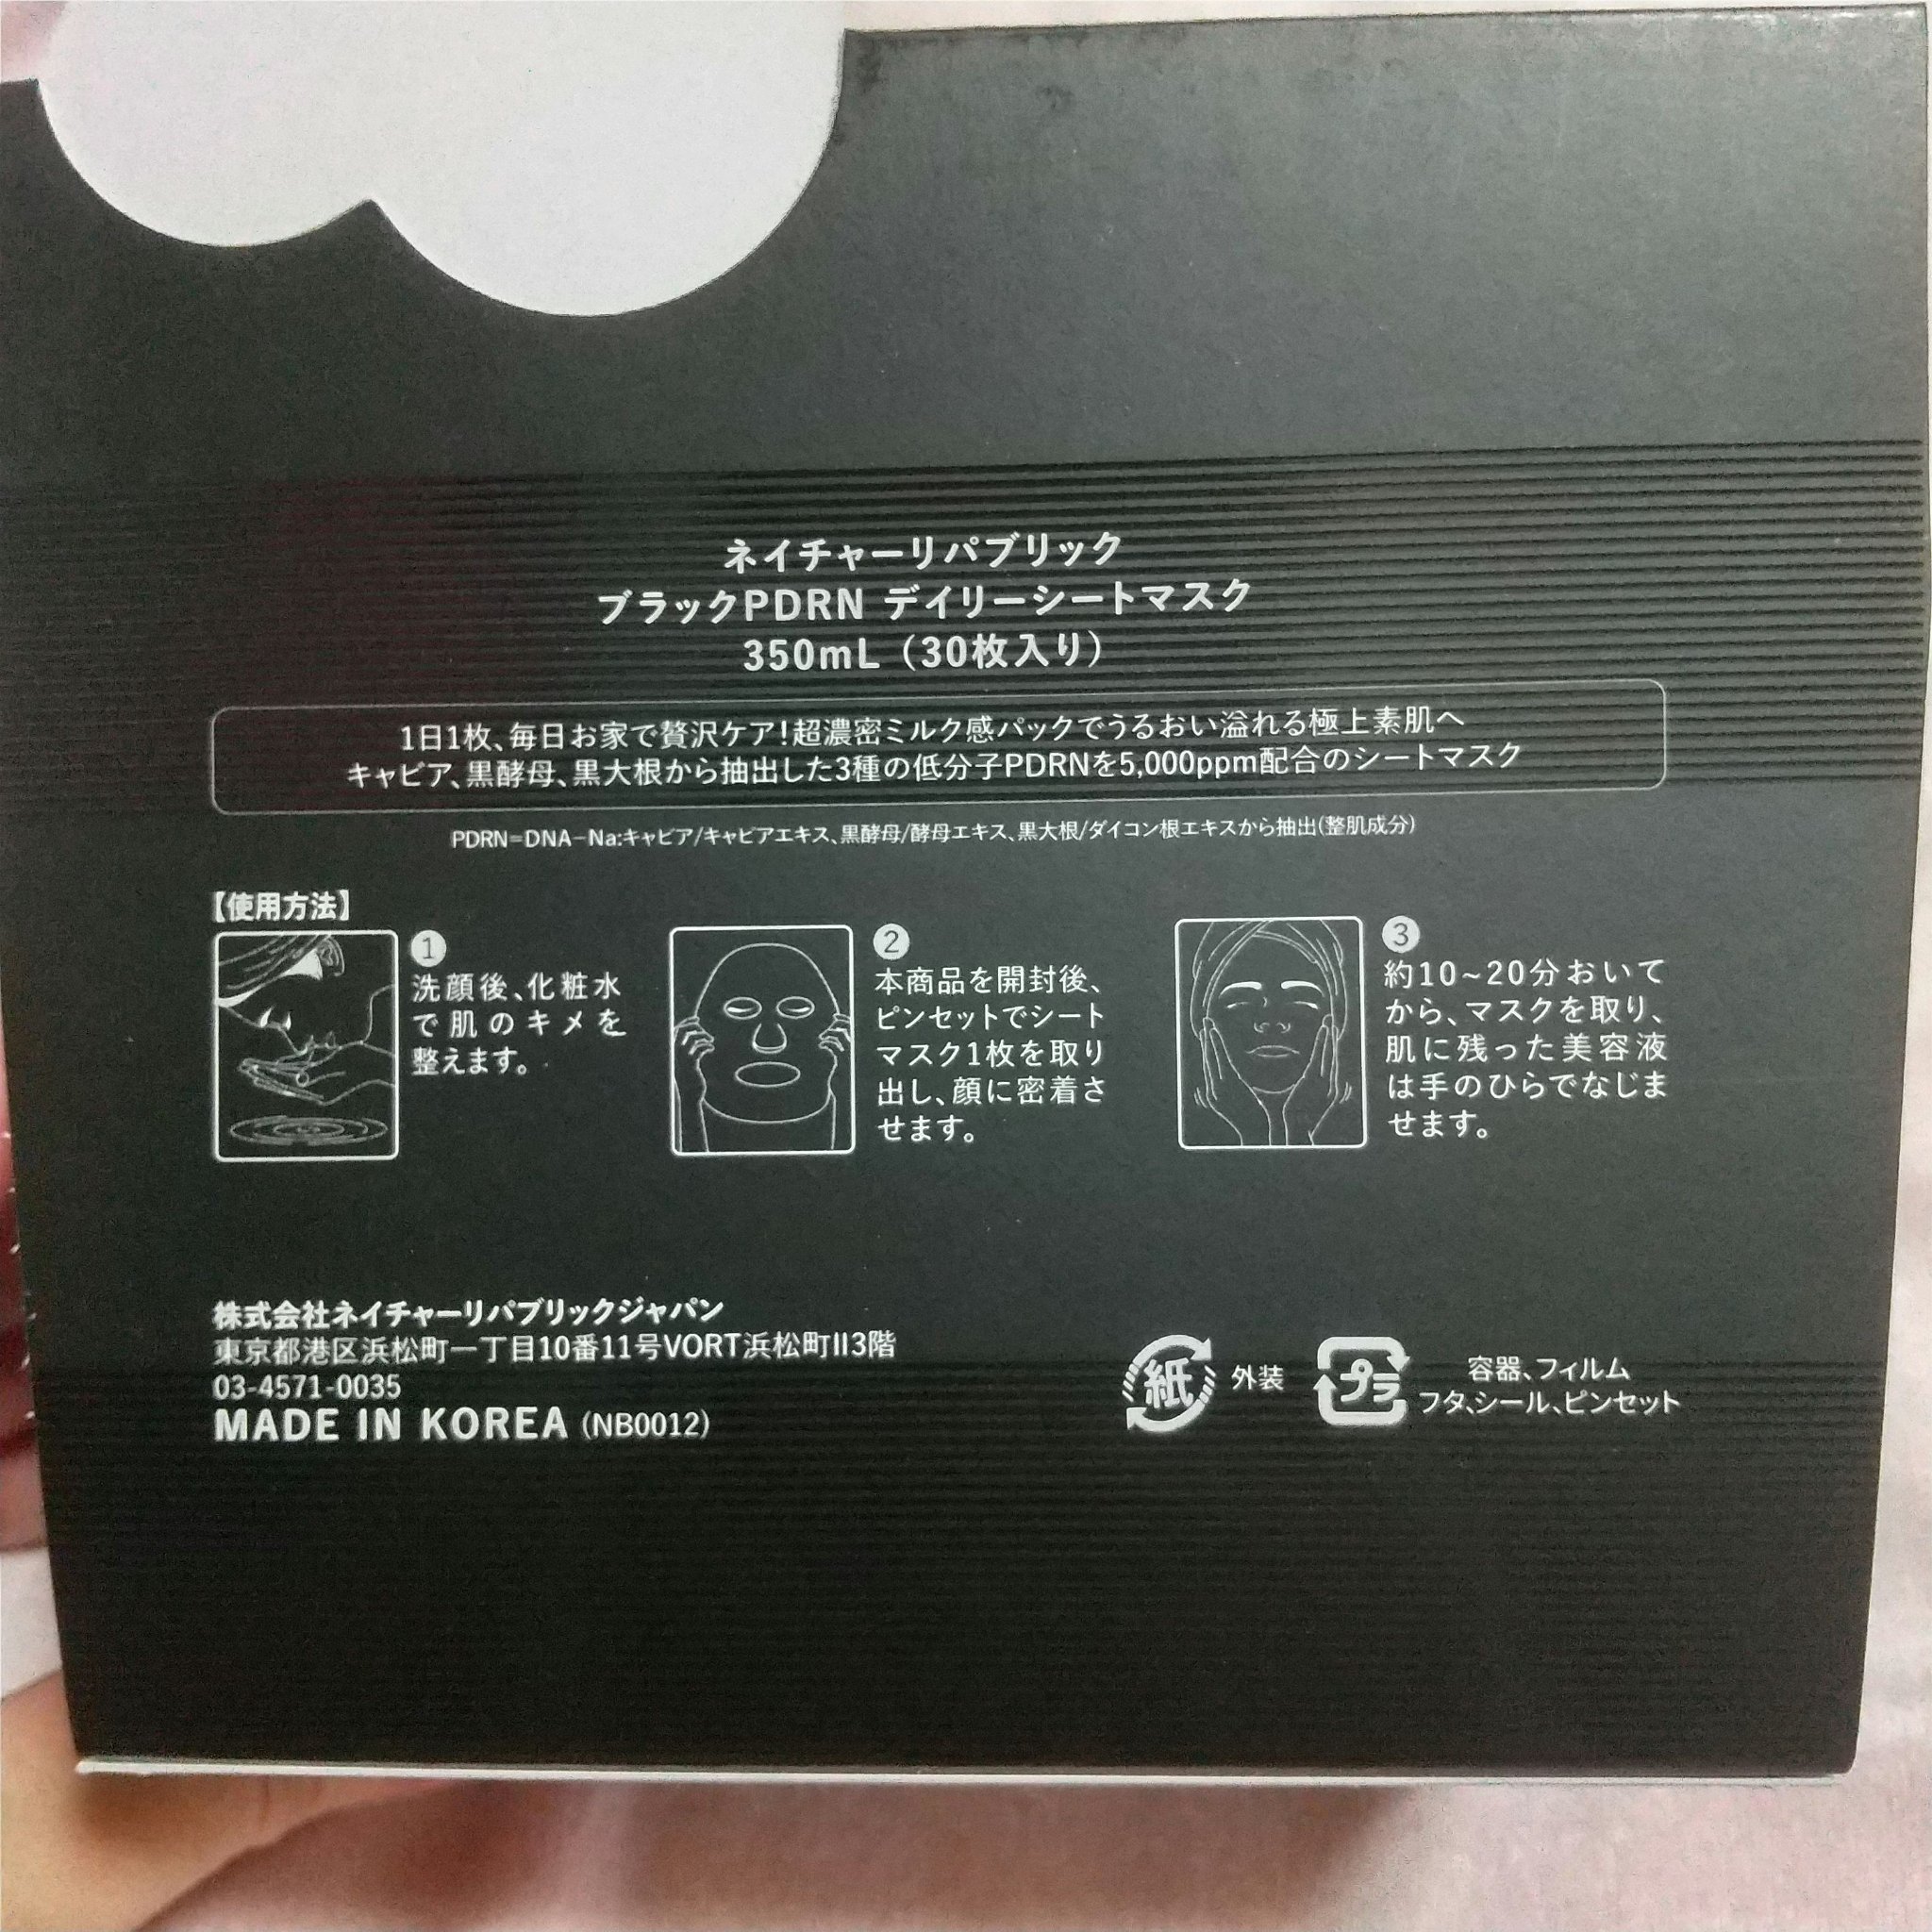 ネイチャーリパブリック
ブラックPDRN デイリーシートマスク
350mL（30枚入り）
1日1枚、毎日お家で贅沢ケア！超濃密ミルク感パックでうるおい溢れる極上素肌へ
キャビア、黒酵母、黒大根から抽出した3種の低分子PDRNを5,000ppm配合のシートマスク
PDRN=DNA−Na:キャビア/キャビアエキス、黒酵母/酵母エキス、黒大根/ダイコン根エキスから抽出(整肌成分)
【使用方法】
1
洗顔後、化粧水
で肌のキメを
整えます。
2
本商品を開封後、
ピンセットでシート
マスク1枚を取り
出し、顔に密着さ
せます。
3
約10~20分おいて
から、マスクを取り、
肌に残った美容液
は手のひらでなじま
せます。
株式会社ネイチャーリパブリックジャパン
東京都港区浜松町一丁目10番11号VORT浜松町II3階
03-4571-0035
MADE IN KOREA (NB0012)
紙 外装
プラ 容器、フィルム
フタ、シール、ピンセット